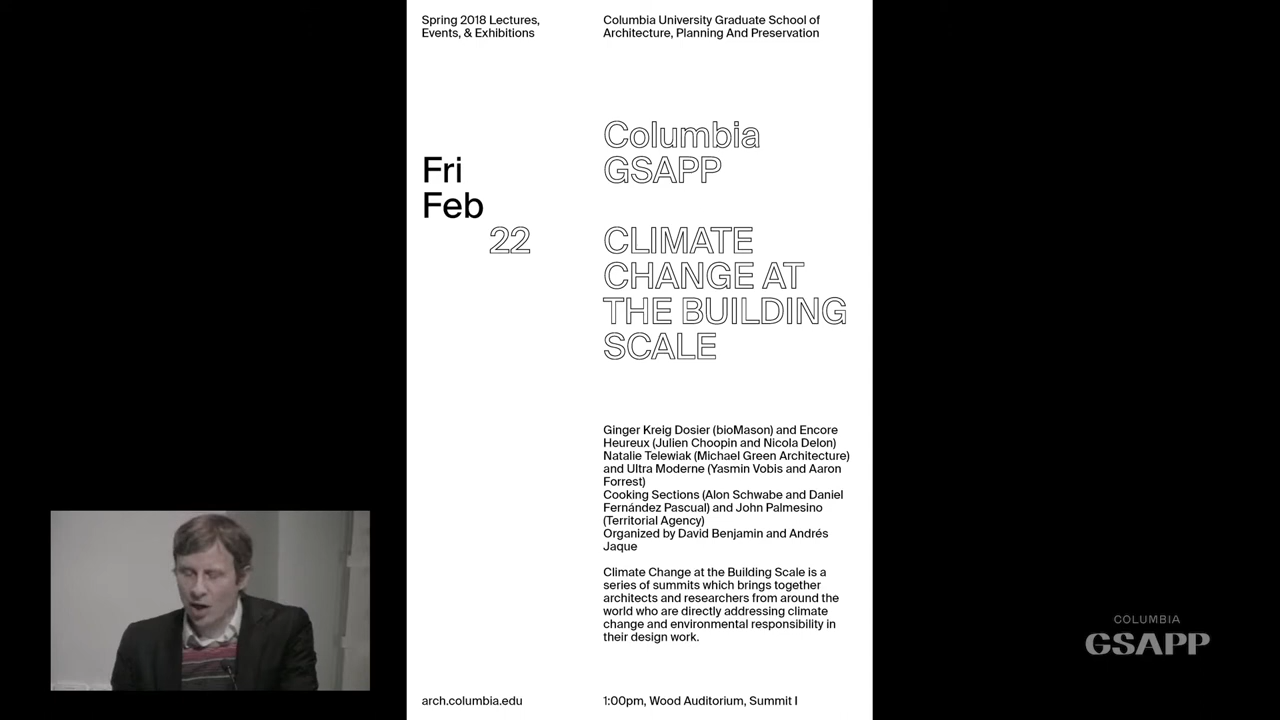 Spring 2018 Lectures,
Events, & Exhibitions
Columbia University Graduate School of
Architecture, Planning And Preservation
Fri
Feb
22
Columbia
GSAPP
CLIMATE
CHANGE AT
THE BUILDING
SCALE
Ginger Kreig Dosier (bioMason) and Encore
Heureux (Julien Choopin and Nicola Delon)
Natalie Telewiak (Michael Green Architecture)
and Ultra Moderne (Yasmin Vobis and Aaron
Forrest)
Cooking Sections (Alon Schwabe and Daniel
Fernández Pascual) and John Palmesino
(Territorial Agency)
Organized by David Benjamin and Andrés
Jaque
Climate Change at the Building Scale is a
series of summits which brings together
architects and researchers from around the
world who are directly addressing climate
change and environmental responsibility in
their design work.
arch.columbia.edu
1:00pm, Wood Auditorium, Summit I
COLUMBIA
GSAPP